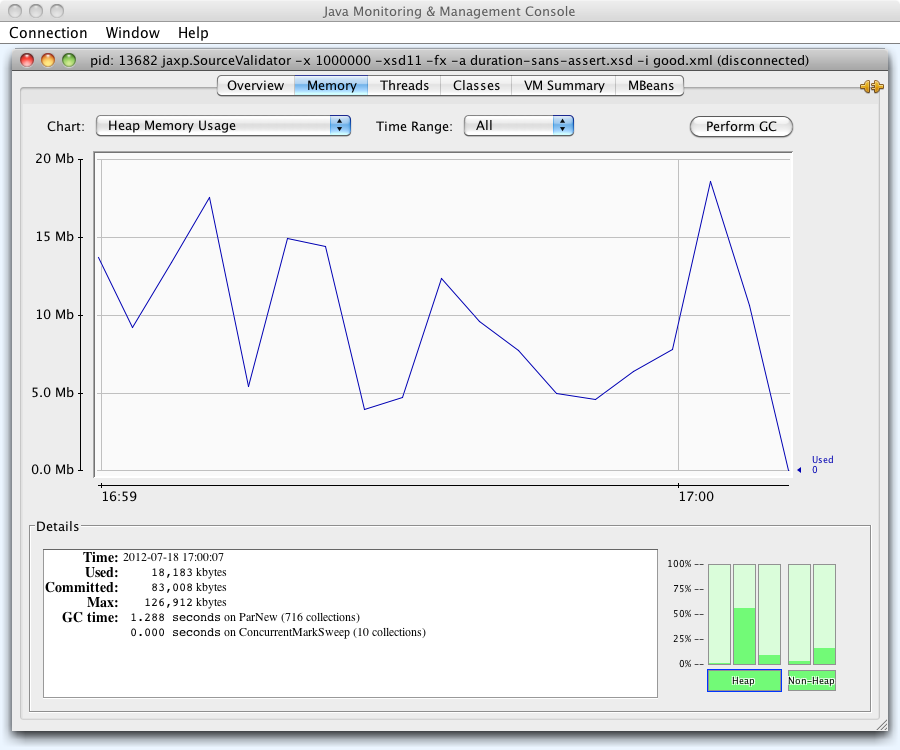 Java Monitoring & Management Console
Connection Window Help
pid: 13682 jaxp.SourceValidator -x 1000000 -xsd11 -fx -a duration-sans-assert.xsd -i good.xml (disconnected)
Overview Memory Threads Classes VM Summary MBeans
Chart: Heap Memory Usage Time Range: All Perform GC
20 Mb
15 Mb
10 Mb
5.0 Mb
0.0 Mb
Used
0
16:59 17:00
Details
Time: 2012-07-18 17:00:07
Used: 18,183 kbytes
Committed: 83,008 kbytes
Max: 126,912 kbytes
GC time: 1.288 seconds on ParNew (716 collections)
0.000 seconds on ConcurrentMarkSweep (10 collections)
100% --
75% --
50% --
25% --
0% --
Heap Non-Heap